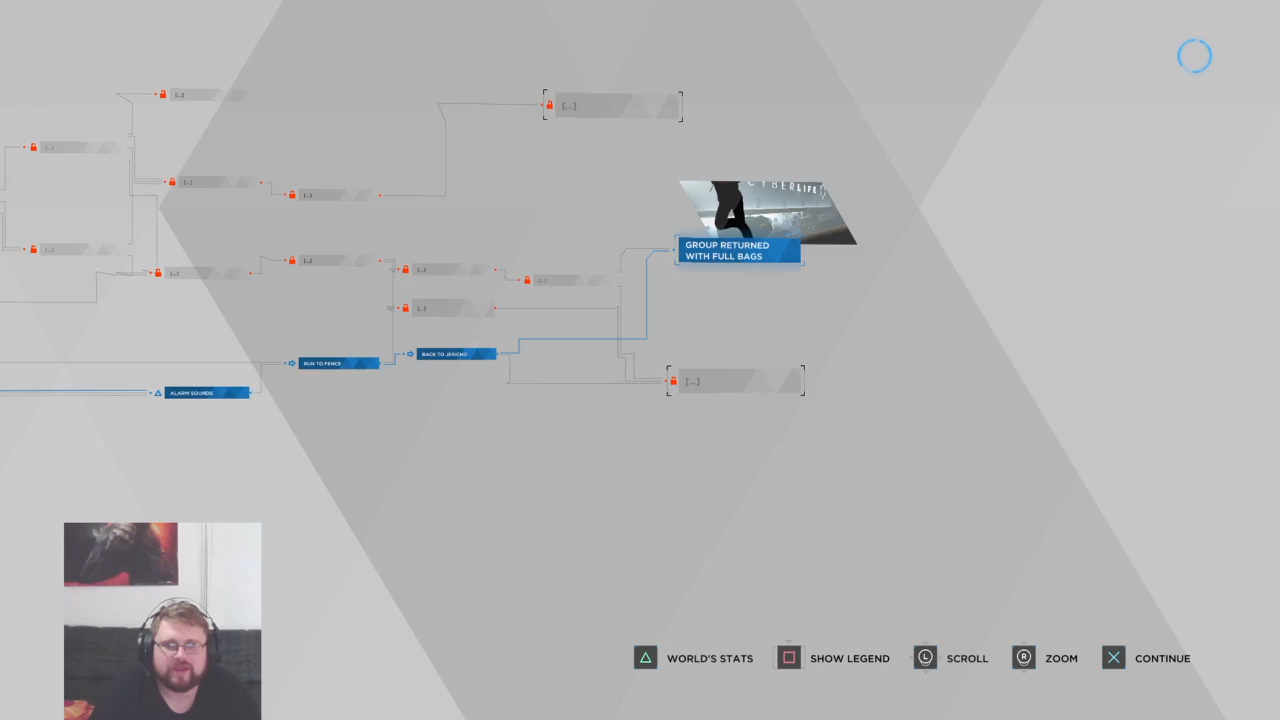 [...]
[...]
[...]
[...]
[...]
CYBERLIFE
GROUP RETURNED
WITH FULL BAGS
[...]
[...]
[...]
[...]
[...]
[...]
BACK TO JERICHO
RUN TO FENCE
[...]
ALARM SOUNDS
WORLD'S STATS
SHOW LEGEND
L
SCROLL
R
ZOOM
CONTINUE